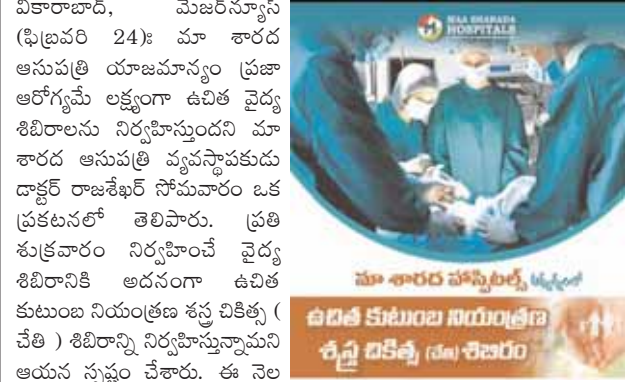 వికారాబాద్, మేజర్‌న్యూస్
(ఫిబ్రవరి 24)ః మా శారద
ఆసుపత్రి యాజమాన్యం ప్రజా
ఆరోగ్యమే లక్ష్యంగా ఉచిత వైద్య
శిబిరాలను నిర్వహిస్తుందని మా
శారద ఆసుపత్రి వ్యవస్థాపకుడు
డాక్టర్ రాజశేఖర్ సోమవారం ఒక
ప్రకటనలో తెలిపారు. ప్రతి
శుక్రవారం నిర్వహించే వైద్య
శిబిరానికి అదనంగా ఉచిత
కుటుంబ నియంత్రణ శస్త్ర చికిత్స (
చేతి ) శిబిరాన్ని నిర్వహిస్తున్నామని
ఆయన స్పష్టం చేశారు. ఈ నెల
MAA SHARADA
HOSPITALS
మా శారద హాస్పిటల్స్
ఉచిత కుటుంబ నియంత్రణ
శస్త్ర చికిత్స (చేతి) శిబిరం